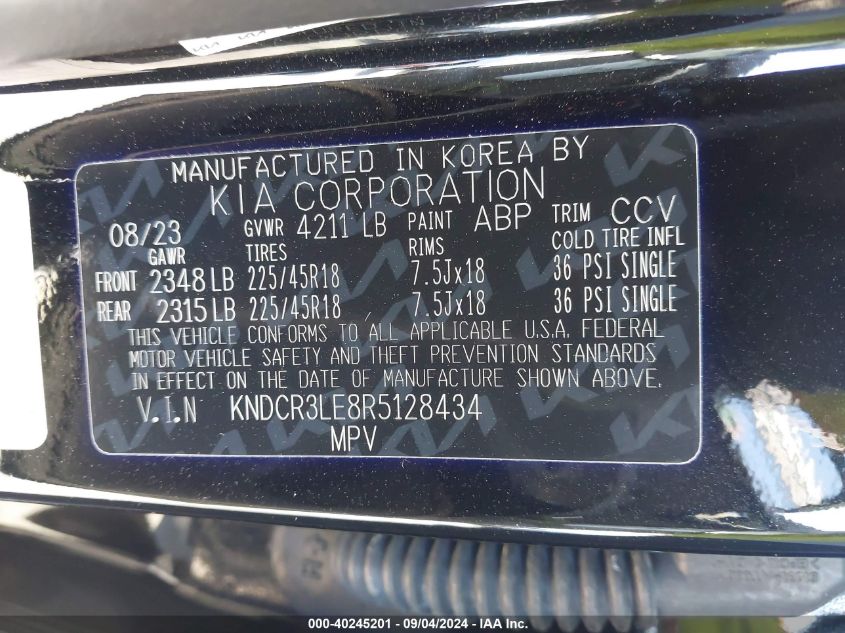 MANUFACTURED IN KOREA BY
KIA CORPORATION
08/23 GVWR 4211 LB PAINT ABP TRIM CCV
GAWR TIRES RIMS COLD TIRE INFL
FRONT 2348 LB 225/45R18 7.5Jx18 36 PSI SINGLE
REAR 2315 LB 225/45R18 , 7.5Jx18 36 PSI SINGLE
THIS VEHICLE CONFORMS TO ALL APPLICABLE U.S.A. FEDERAL
MOTOR VEHICLE SAFETY AND THEFT PREVENTION STANDARDS
IN EFFECT ON THE DATE OF MANUFACTURE SHOWN ABOVE.
V.I.N KNDCR3LE8R5128434
MPV
000-40245201 - 09/04/2024 - IAA Inc.